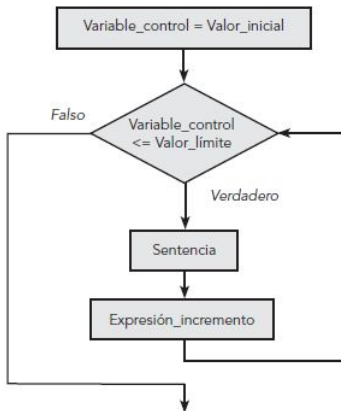 Variable_control = Valor_inicial
Falso
Variable_control
<= Valor_límite
Verdadero
Sentencia
Expresión_incremento